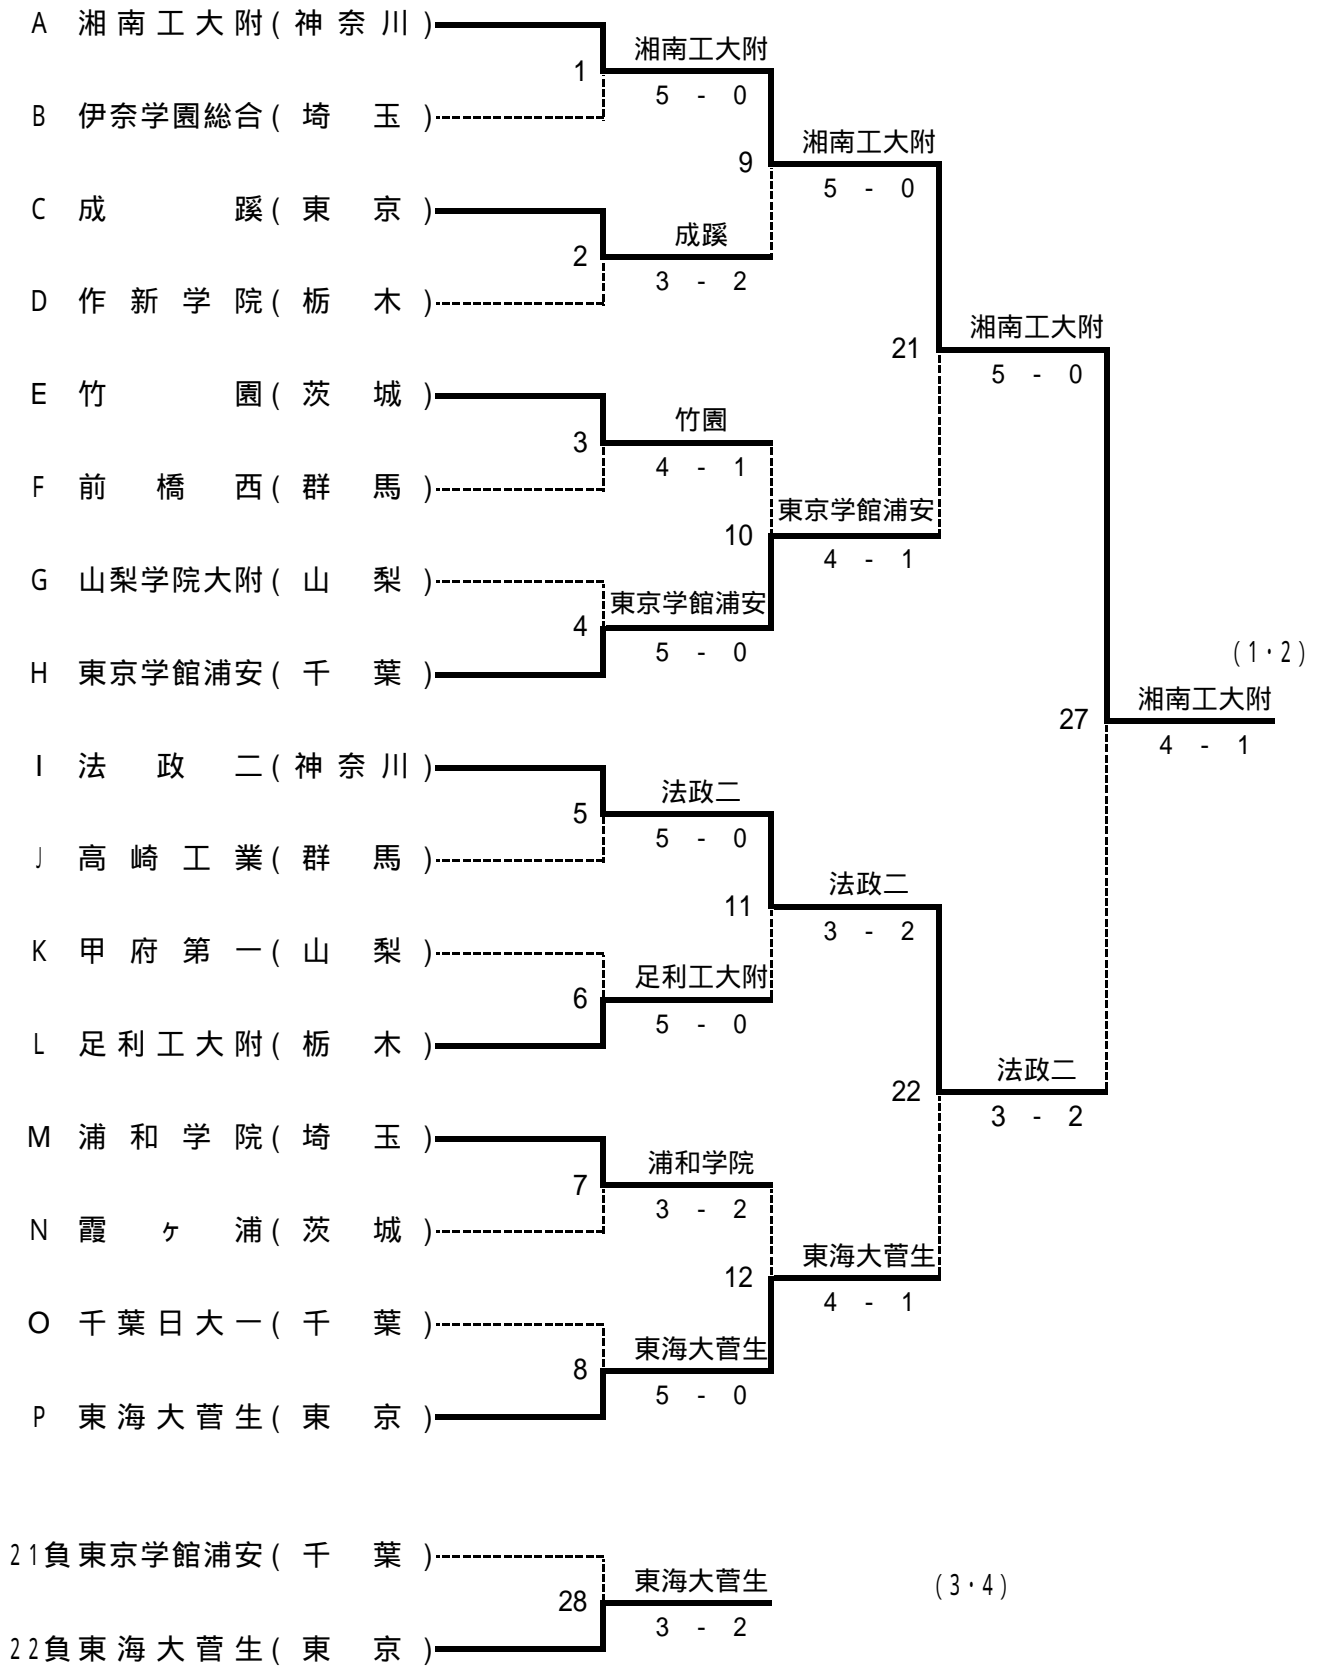 A 湘南工大附(神奈川)
湘南工大附
1
5 - 0
B 伊奈学園総合(埼玉)
湘南工大附
9
5 - 0
C 成蹊(東京)
成蹊
2
3 - 2
D 作新学院(栃木)
湘南工大附
21
5 - 0
E 竹園(茨城)
竹園
3
4 - 1
F 前橋西(群馬)
東京学館浦安
10
4 - 1
G 山梨学院大附(山梨)
東京学館浦安
4
5 - 0
(1・2)
H 東京学館浦安(千葉)
湘南工大附
27
4 - 1
I 法政二(神奈川)
法政二
5
5 - 0
J 高崎工業(群馬)
法政二
11
3 - 2
K 甲府第一(山梨)
足利工大附
6
5 - 0
L 足利工大附(栃木)
法政二
22
3 - 2
M 浦和学院(埼玉)
浦和学院
7
3 - 2
N 霞ヶ浦(茨城)
東海大菅生
12
4 - 1
O 千葉日大一(千葉)
東海大菅生
8
5 - 0
P 東海大菅生(東京)
21負 東京学館浦安(千葉)
東海大菅生
(3・4)
28
3 - 2
22負 東海大菅生(東京)